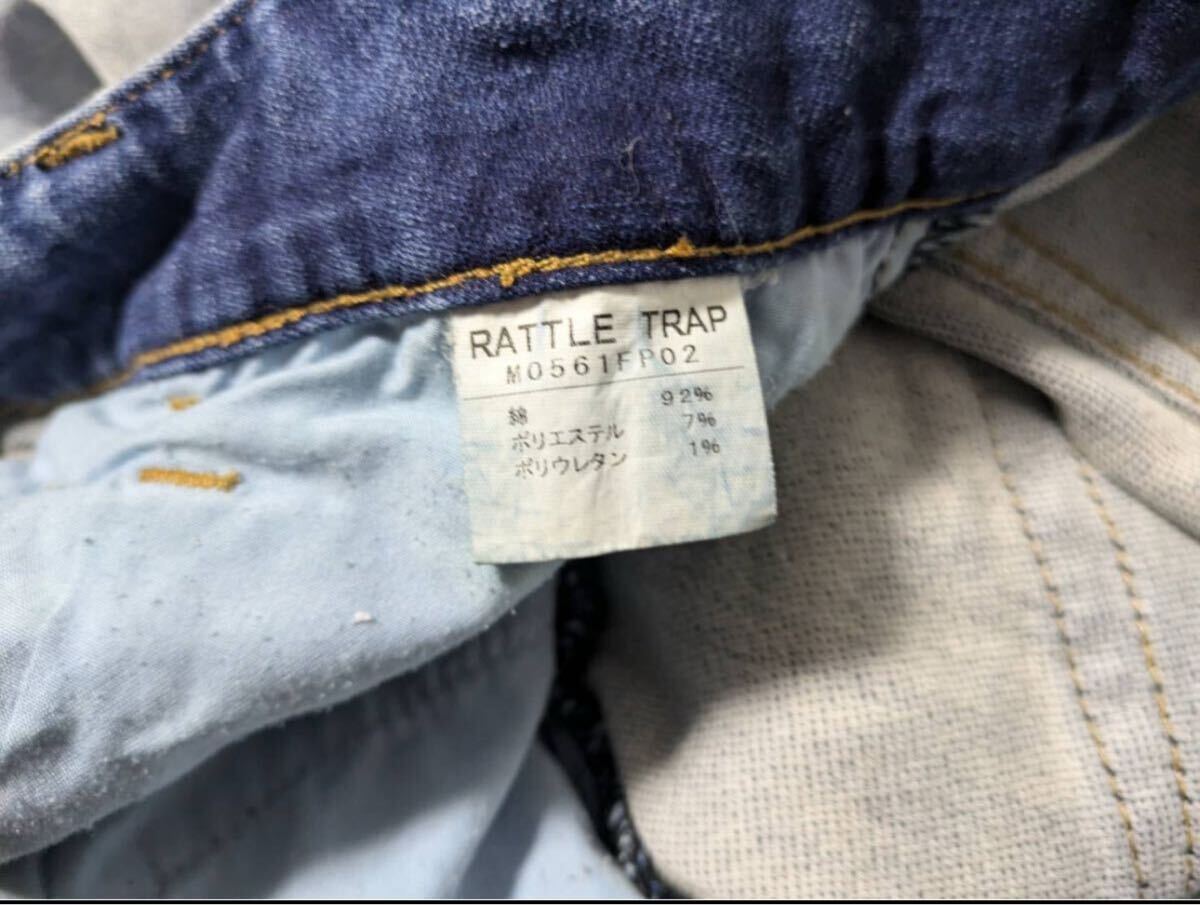 RATTLE TRAP
M0561FP02
綿 92%
ポリエステル 7%
ポリウレタン 1%